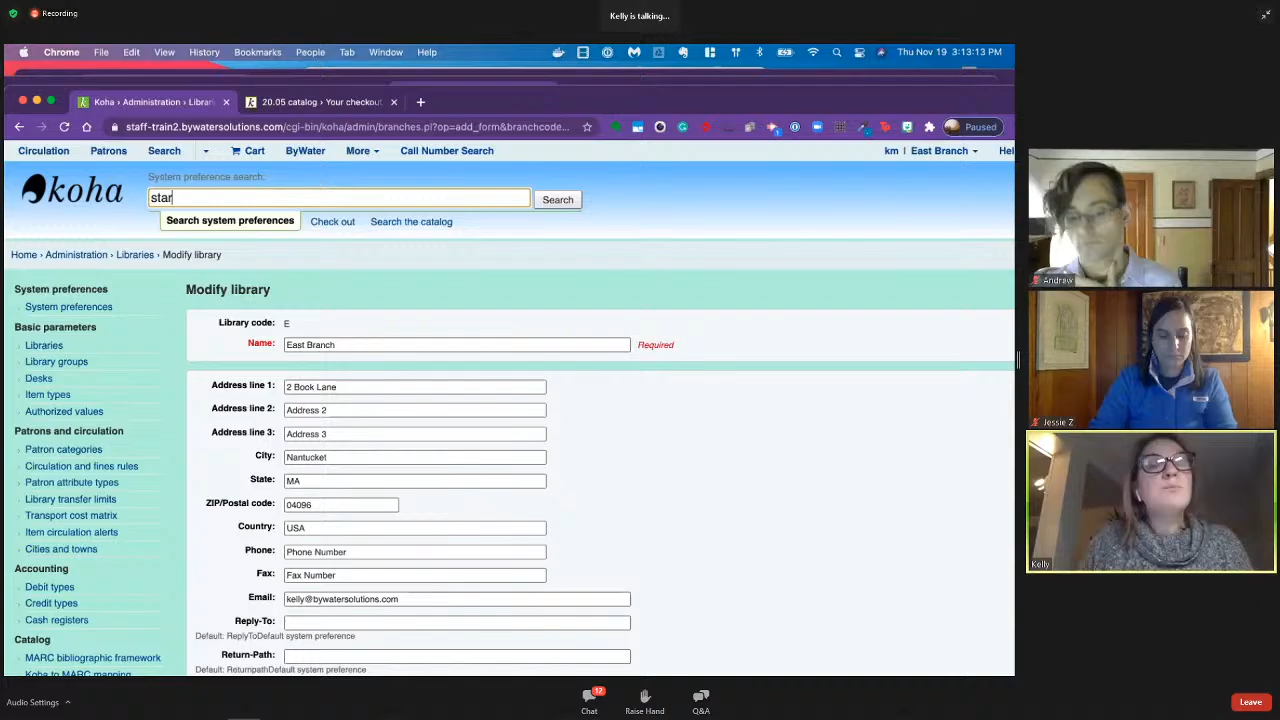 Recording
Kelly is talking...
Chrome File Edit View History Bookmarks People Tab Window Help
Thu Nov 19 3:13:13 PM
Koha › Administration › Librari
20.05 catalog › Your checkout
staff-train2.bywatersolutions.com/cgi-bin/koha/admin/branches.pl?op=add_form&branchcode...
Paused
Circulation Patrons Search Cart ByWater More Call Number Search
km | East Branch Hel
koha
System preference search:
star
Search
Search system preferences Check out Search the catalog
Home › Administration › Libraries › Modify library
System preferences
System preferences
Basic parameters
Libraries
Library groups
Desks
Item types
Authorized values
Patrons and circulation
Patron categories
Circulation and fines rules
Patron attribute types
Library transfer limits
Transport cost matrix
Item circulation alerts
Cities and towns
Accounting
Debit types
Credit types
Cash registers
Catalog
MARC bibliographic framework
Koha to MARC mapping
Modify library
Library code: E
Name: East Branch Required
Address line 1: 2 Book Lane
Address line 2: Address 2
Address line 3: Address 3
City: Nantucket
State: MA
ZIP/Postal code: 04096
Country: USA
Phone: Phone Number
Fax: Fax Number
Email: kelly@bywatersolutions.com
Reply-To:
Default: ReplyToDefault system preference
Return-Path:
Default: ReturnpathDefault system preference
Andrew
Jessie Z
Kelly
Audio Settings
12
Chat
Raise Hand
Q&A
Leave